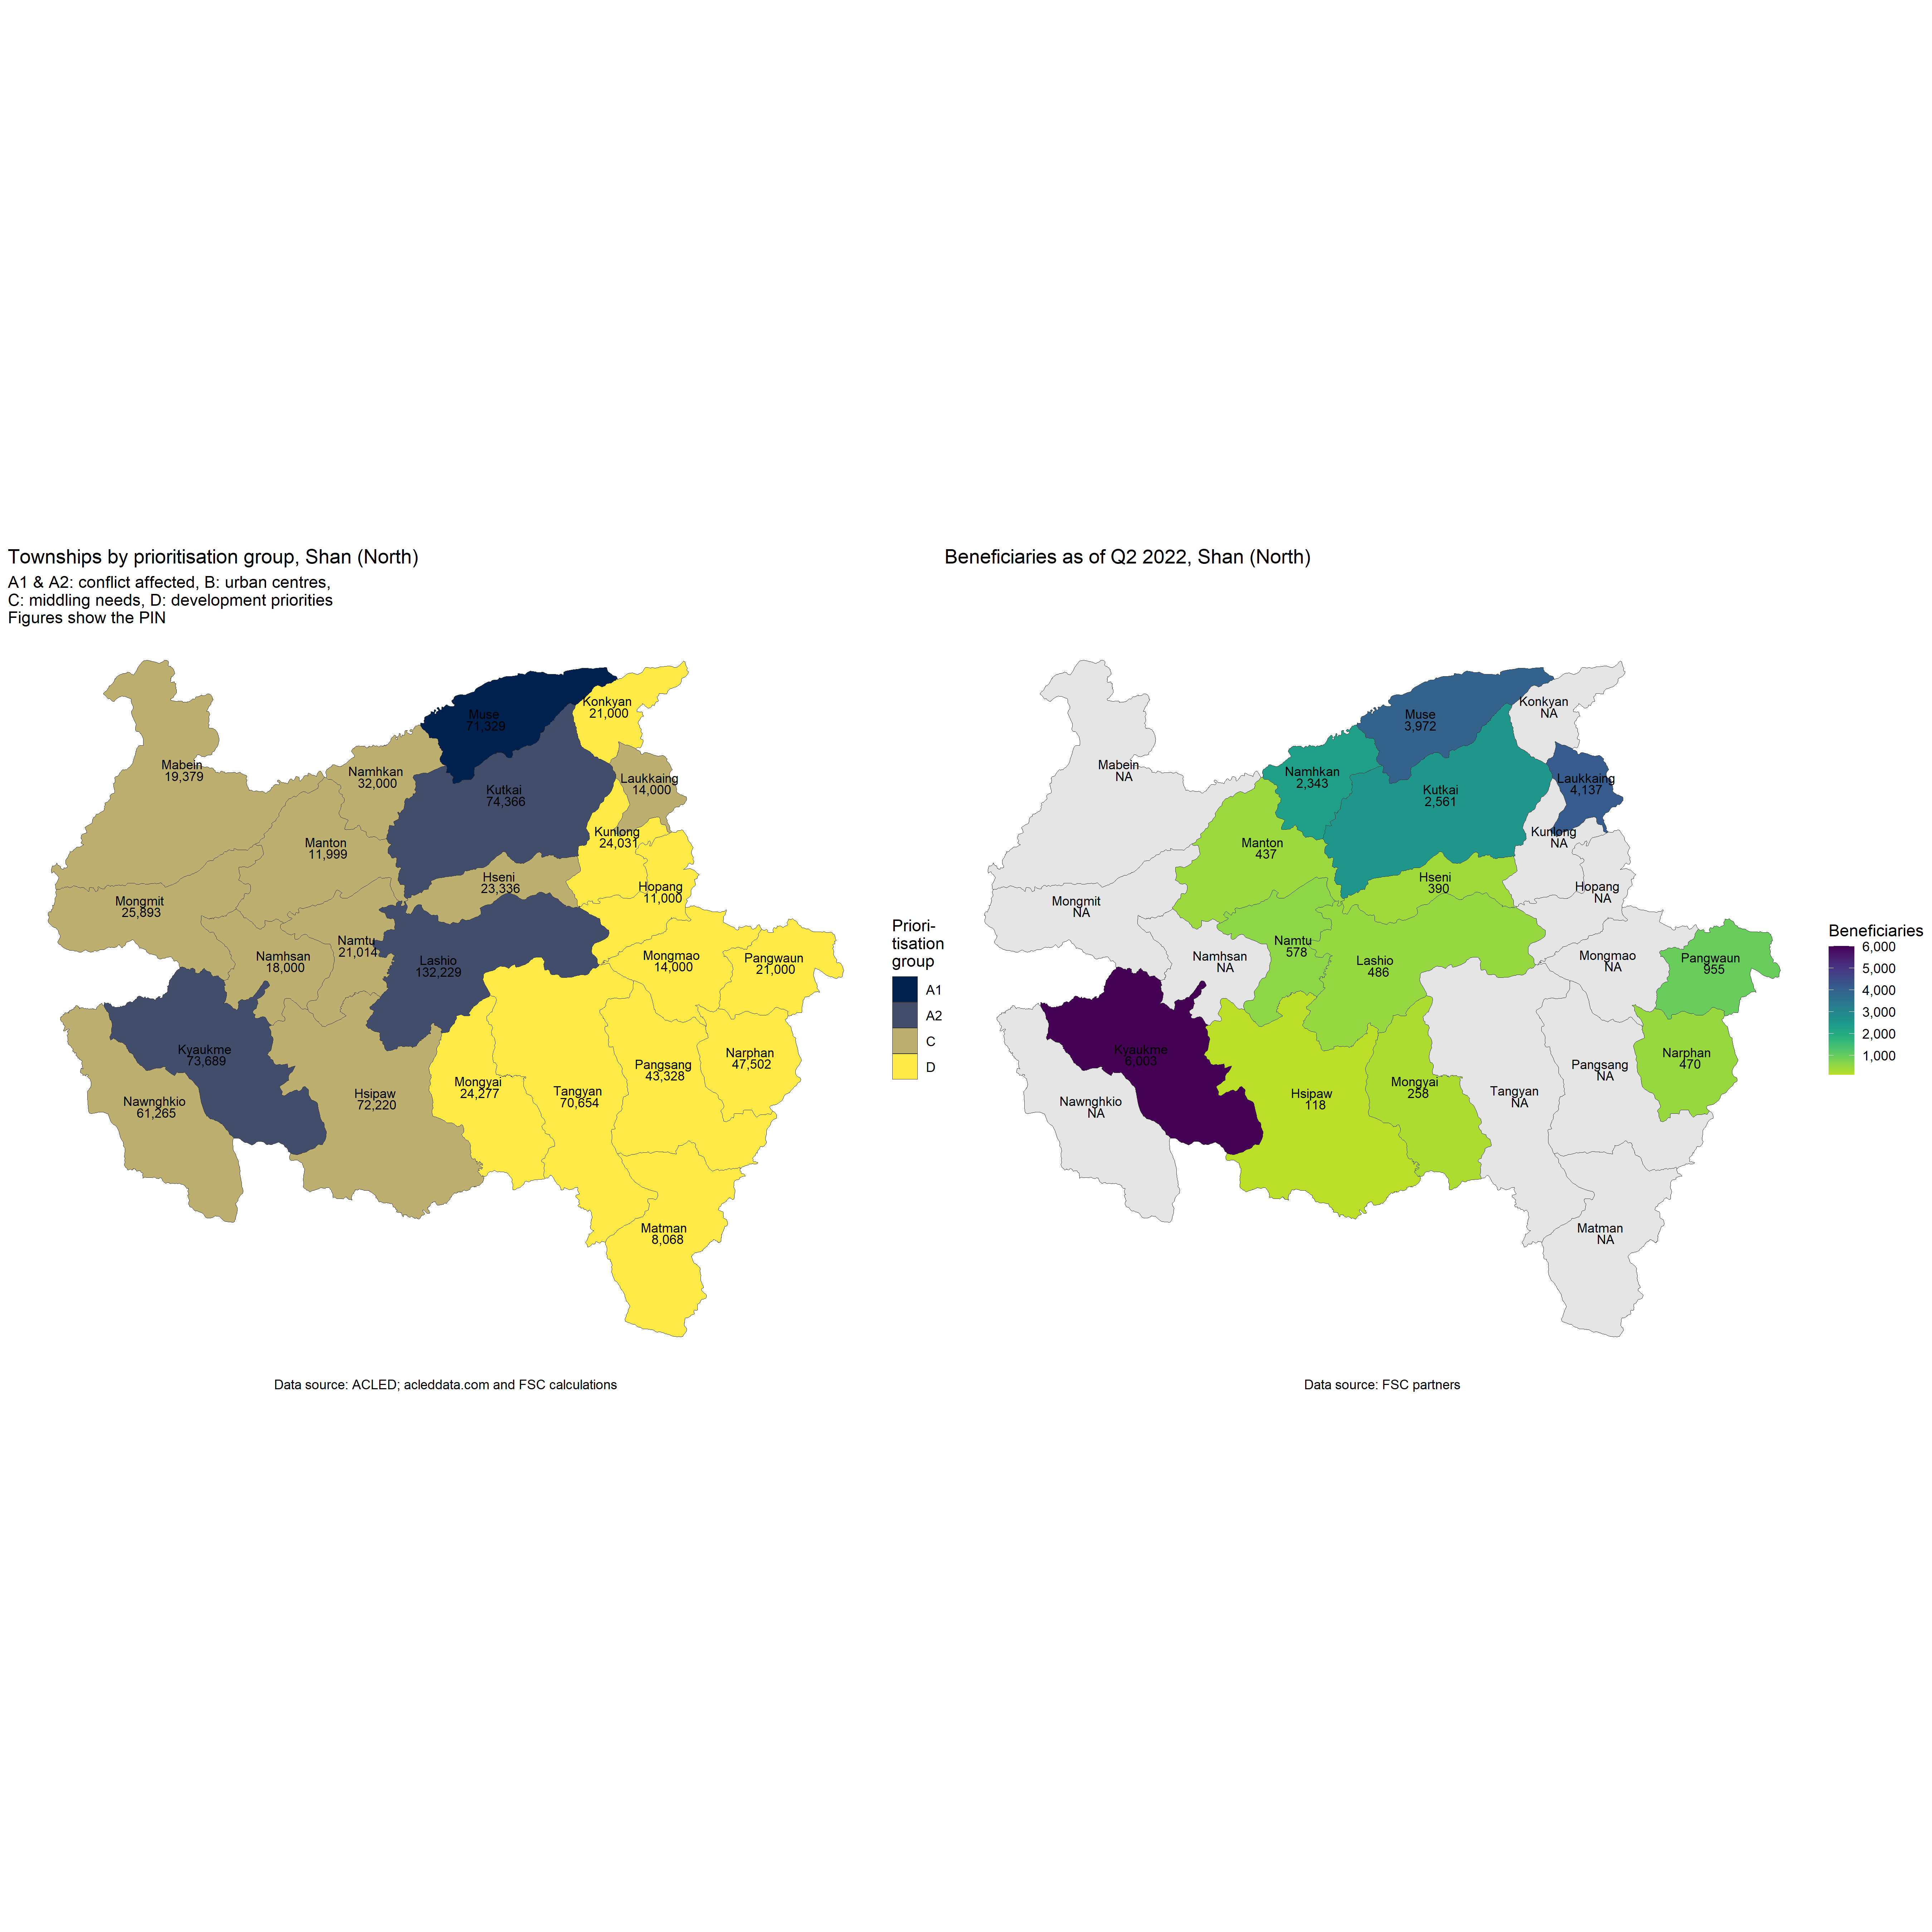 Townships by prioritisation group, Shan (North)
A1 & A2: conflict affected, B: urban centres,
C: middling needs, D: development priorities
Figures show the PIN
Konkyan
21,000
Muse
71,329
Mabein
19,379
Namhkan
32,000
Laukkaing
14,000
Kutkai
74,366
Kunlong
24,031
Manton
11,999
Hseni
23,336
Hopang
11,000
Mongmit
25,893
Namtu
21,014
Namhsan
18,000
Lashio
132,229
Mongmao
14,000
Pangwaun
21,000
Kyaukme
73,689
Narphan
47,502
Pangsang
43,328
Mongyai
24,277
Tangyan
70,654
Hsipaw
72,220
Nawnghkio
61,265
Matman
8,068
Priori-
tisation
group
A1
A2
C
D
Data source: ACLED; acleddata.com and FSC calculations
Beneficiaries as of Q2 2022, Shan (North)
Konkyan
NA
Muse
3,972
Mabein
NA
Namhkan
2,343
Laukkaing
4,137
Kutkai
2,561
Kunlong
NA
Manton
437
Hseni
390
Hopang
NA
Mongmit
NA
Namtu
578
Namhsan
NA
Lashio
486
Mongmao
NA
Pangwaun
955
Kyaukme
6,003
Narphan
470
Pangsang
NA
Mongyai
258
Tangyan
NA
Hsipaw
118
Nawnghkio
NA
Matman
NA
Beneficiaries
6,000
5,000
4,000
3,000
2,000
1,000
Data source: FSC partners